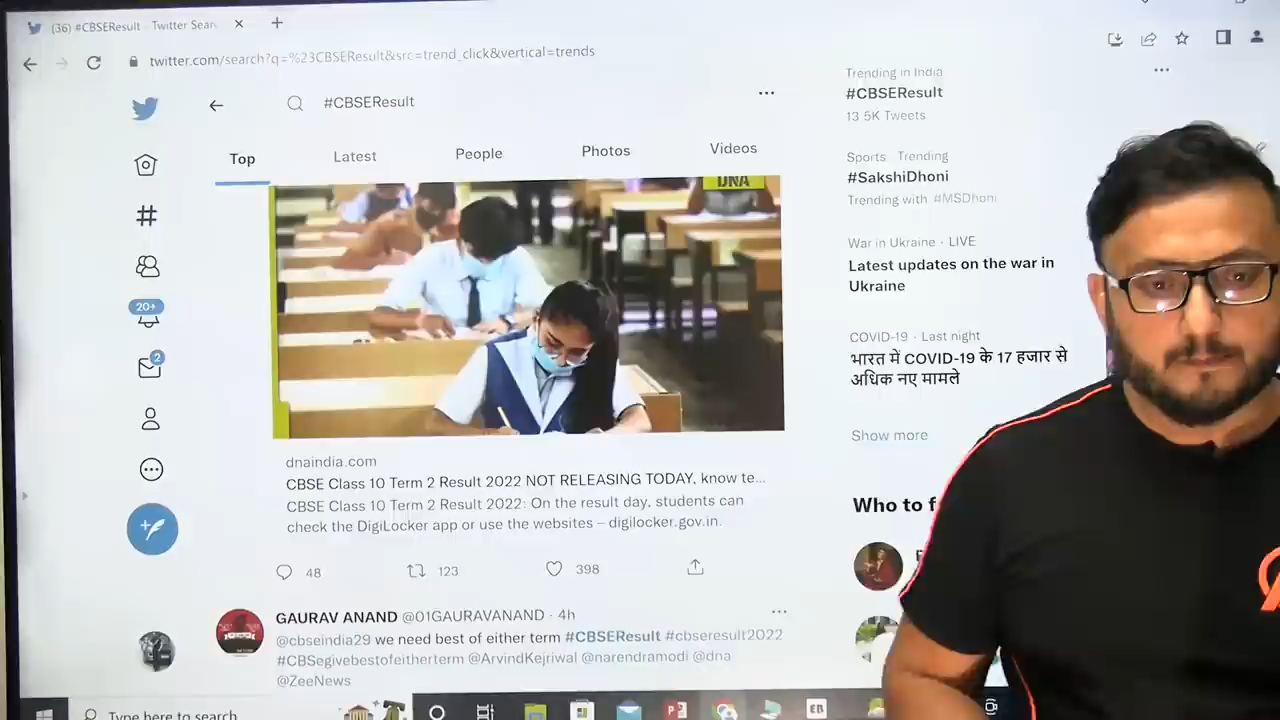 (36) #CBSEResult - Twitter Sear
twitter.com/search?q=%23CBSEResult&src=trend_click&vertical=trends
#CBSEResult
Top
Latest
People
Photos
Videos
DNA
20+
2
dnaindia.com
CBSE Class 10 Term 2 Result 2022 NOT RELEASING TODAY, know te...
CBSE Class 10 Term 2 Result 2022: On the result day, students can
check the DigiLocker app or use the websites – digilocker.gov.in.
48
123
398
GAURAV ANAND @01GAURAVANAND · 4h
@cbseindia29 we need best of either term #CBSEResult #cbseresult2022
#CBSegivebestofeitherterm @ArvindKejriwal @narendramodi @dna
@ZeeNews
Trending in India
#CBSEResult
13.5K Tweets
Sports · Trending
#SakshiDhoni
Trending with #MSDhoni
War in Ukraine · LIVE
Latest updates on the war in
Ukraine
COVID-19 · Last night
भारत में COVID-19 के 17 हजार से
अधिक नए मामले
Show more
Who to f
Type here to search
EB